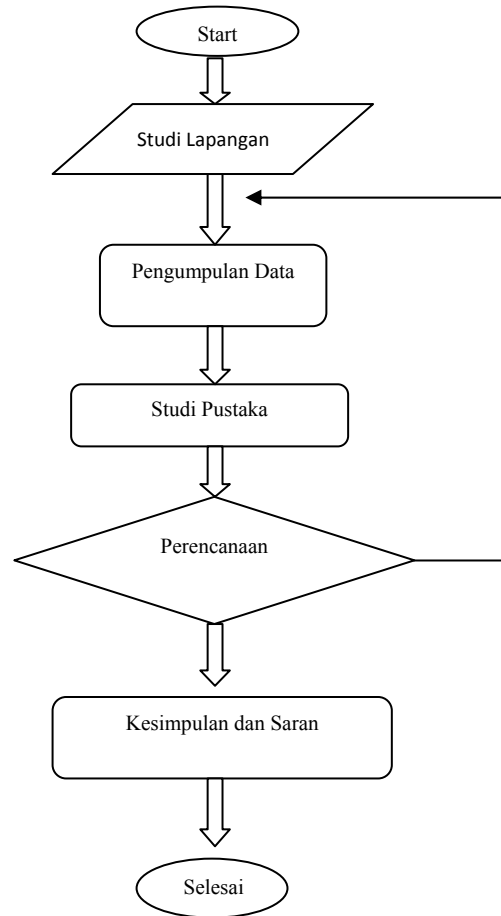 Start
Studi Lapangan
Pengumpulan Data
Studi Pustaka
Perencanaan
Kesimpulan dan Saran
Selesai